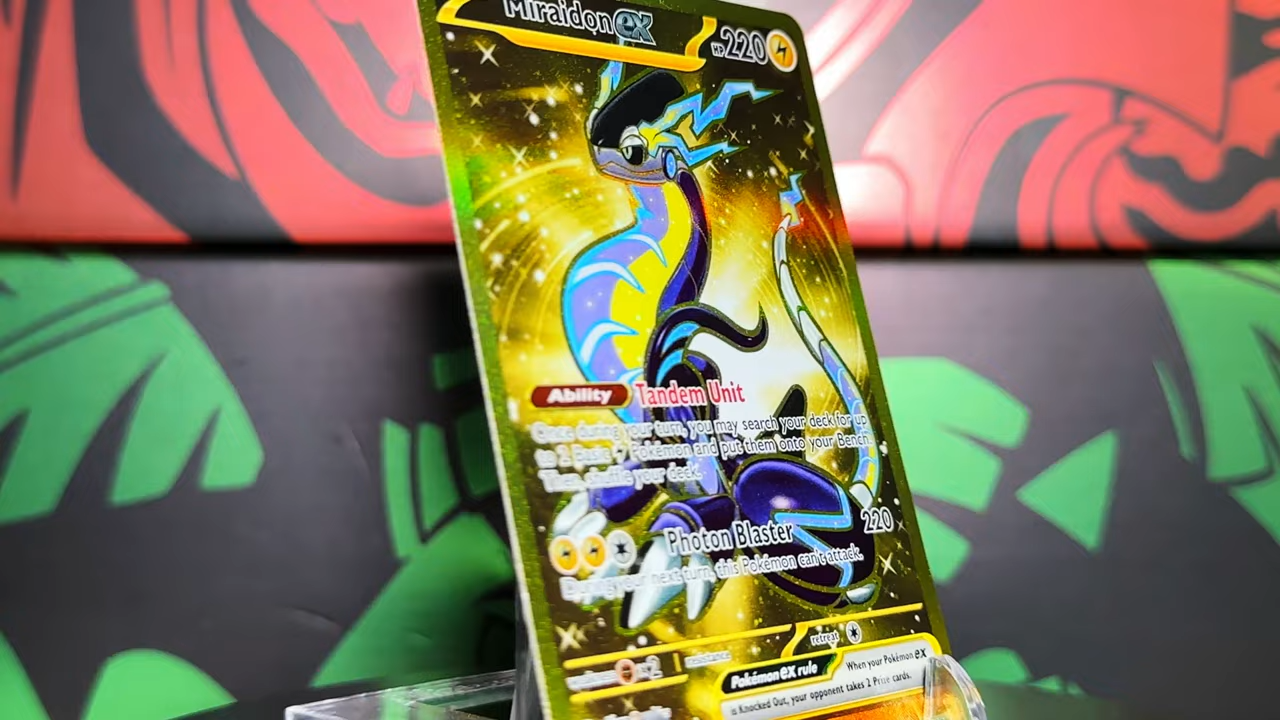 Miraidon ex HP 220
Ability Tandem Unit
Once during your turn, you may search your deck for up
to 2 Basic Pokémon and put them onto your Bench.
Then, shuffle your deck.
Photon Blaster 220
During your next turn, this Pokémon can't attack.
retreat
weakness ×2 resistance
Pokémon ex rule When your Pokémon ex
is Knocked Out, your opponent takes 2 Prize cards.